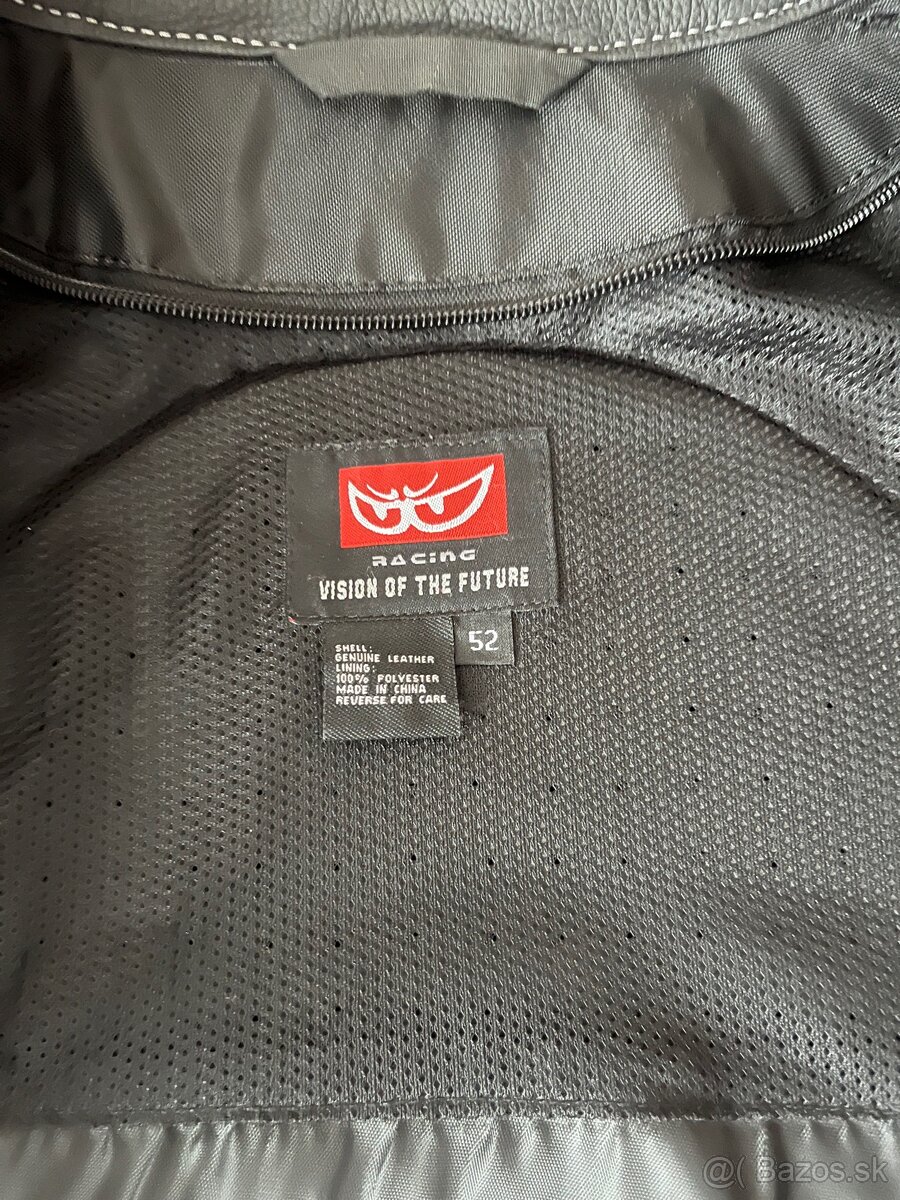 RACING
VISION OF THE FUTURE
52
SHELL:
GENUINE LEATHER
LINING:
100% POLYESTER
MADE IN CHINA
REVERSE FOR CARE
@( Bazos.sk